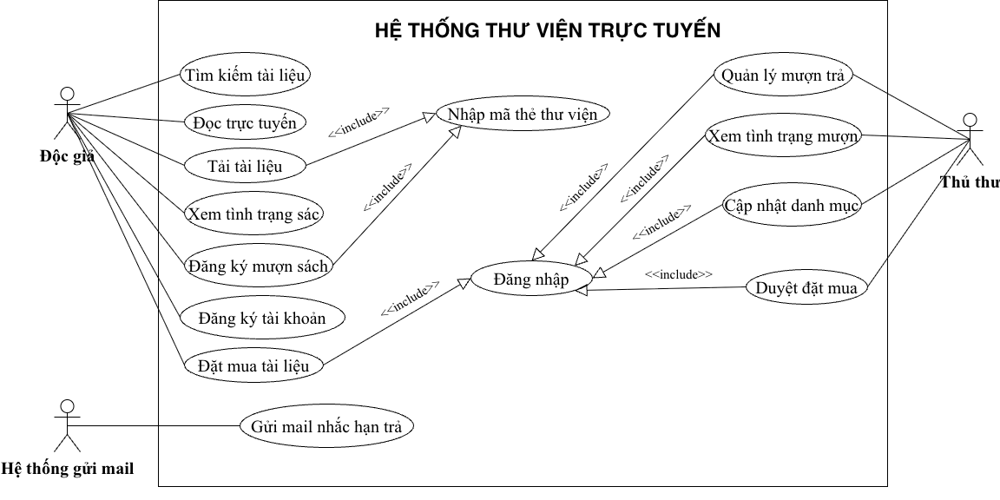 HỆ THỐNG THƯ VIỆN TRỰC TUYẾN
Tìm kiếm tài liệu
Đọc trực tuyến
Tải tài liệu
Xem tình trạng sác
Đăng ký mượn sách
Đăng ký tài khoản
Đặt mua tài liệu
Gửi mail nhắc hạn trả
Độc giả
Hệ thống gửi mail
<<include>>
Nhập mã thẻ thư viện
<<include>>
<<include>>
Đăng nhập
<<include>>
<<include>>
<<include>>
<<include>>
Quản lý mượn trả
Xem tình trạng mượn
Cập nhật danh mục
Duyệt đặt mua
Thủ thư